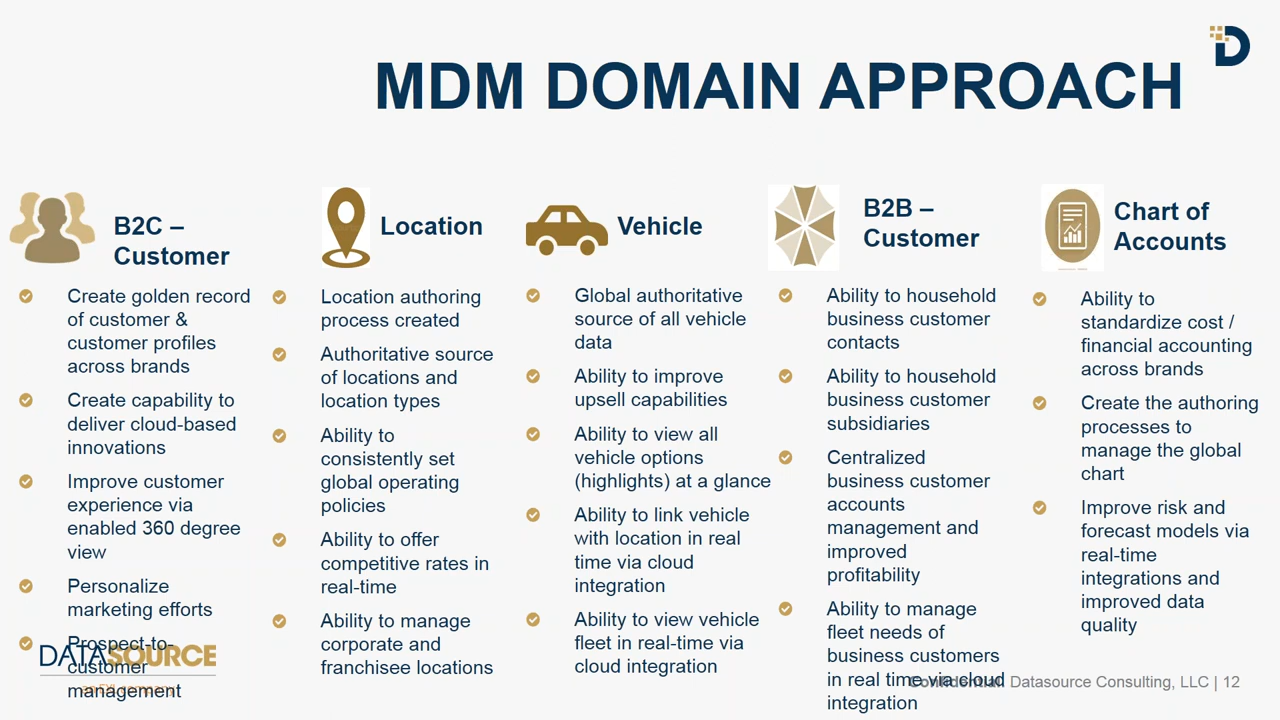 MDM DOMAIN APPROACH
B2C –
Customer
Create golden record
of customer &
customer profiles
across brands
Create capability to
deliver cloud-based
innovations
Improve customer
experience via
enabled 360 degree
view
Personalize
marketing efforts
Prospect-to-
customer
management
Location
Location authoring
process created
Authoritative source
of locations and
location types
Ability to
consistently set
global operating
policies
Ability to offer
competitive rates in
real-time
Ability to manage
corporate and
franchisee locations
Vehicle
Global authoritative
source of all vehicle
data
Ability to improve
upsell capabilities
Ability to view all
vehicle options
(highlights) at a glance
Ability to link vehicle
with location in real
time via cloud
integration
Ability to view vehicle
fleet in real-time via
cloud integration
B2B –
Customer
Ability to household
business customer
contacts
Ability to household
business customer
subsidiaries
Centralized
business customer
accounts
management and
improved
profitability
Ability to manage
fleet needs of
business customers
in real time via cloud
integration
Chart of
Accounts
Ability to
standardize cost /
financial accounting
across brands
Create the authoring
processes to
manage the global
chart
Improve risk and
forecast models via
real-time
integrations and
improved data
quality
DATASOURCE
Confidential Datasource Consulting, LLC | 12